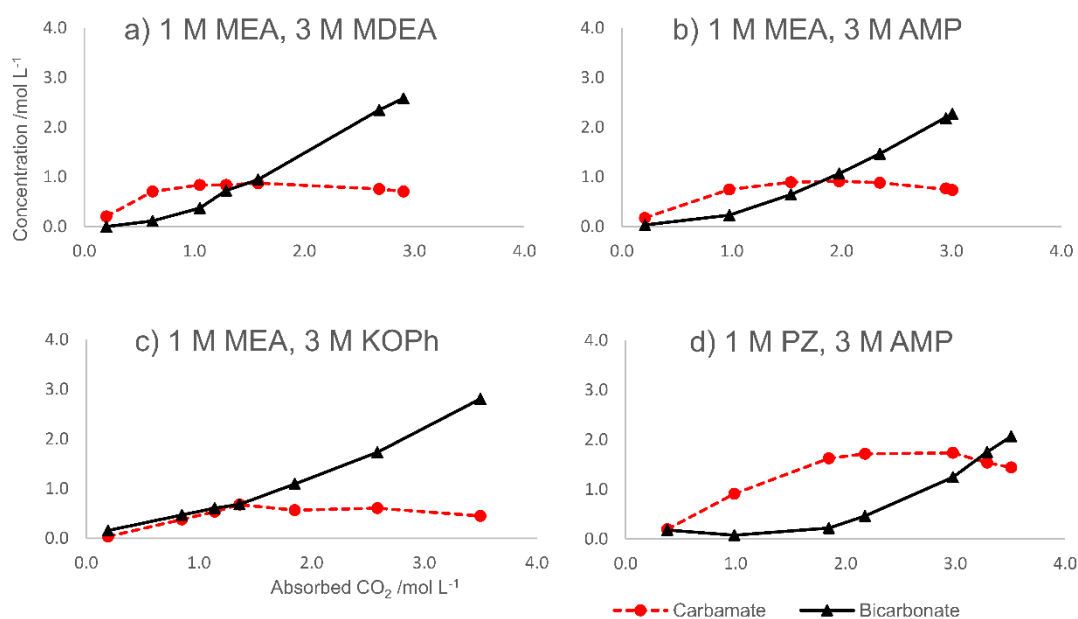 a) 1 M MEA, 3 M MDEA
Concentration /mol L-1
4.0
3.0
2.0
1.0
0.0
0.0 1.0 2.0 3.0 4.0
b) 1 M MEA, 3 M AMP
4.0
3.0
2.0
1.0
0.0
0.0 1.0 2.0 3.0 4.0
c) 1 M MEA, 3 M KOPh
4.0
3.0
2.0
1.0
0.0
0.0 1.0 2.0 3.0 4.0
Absorbed CO2 /mol L-1
d) 1 M PZ, 3 M AMP
4.0
3.0
2.0
1.0
0.0
0.0 1.0 2.0 3.0 4.0
Carbamate Bicarbonate